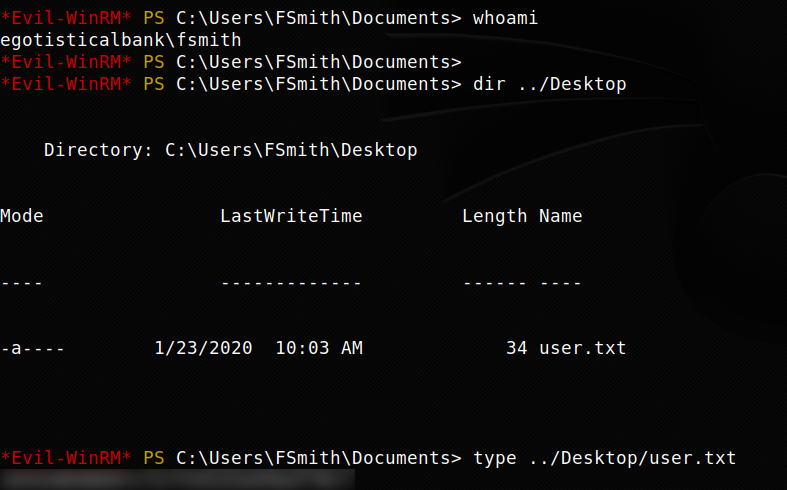 *Evil-WinRM* PS C:\Users\FSmith\Documents> whoami
egotisticalbank\fsmith
*Evil-WinRM* PS C:\Users\FSmith\Documents>
*Evil-WinRM* PS C:\Users\FSmith\Documents> dir ../Desktop
Directory: C:\Users\FSmith\Desktop
Mode LastWriteTime Length Name
---- ------------- ------ ----
-a---- 1/23/2020 10:03 AM 34 user.txt
*Evil-WinRM* PS C:\Users\FSmith\Documents> type ../Desktop/user.txt